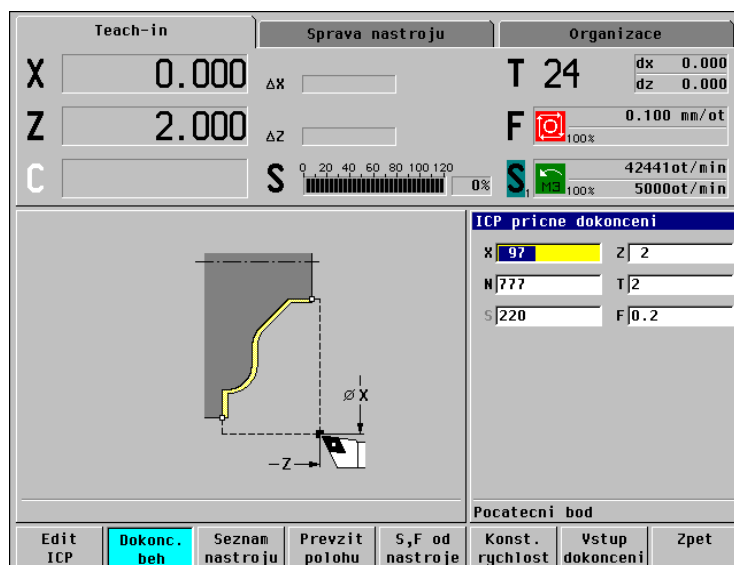 Teach-in Sprava nastroju Organizace
X 0.000 ΔX T 24 dx 0.000
dz 0.000
Z 2.000 ΔZ F 100% 0.100 mm/ot
C S 0 20 40 60 80 100 120 0% S1 M3 100% 42441ot/min
5000ot/min
ICP pricne dokonceni
X 97 Z 2
N 777 T 2
S 220 F 0.2
⌀ X
-Z
Pocatecni bod
Edit ICP
Dokonc. beh
Seznam nastroju
Prevzit polohu
S,F od nastroje
Konst. rychlost
Vstup dokonceni
Zpet